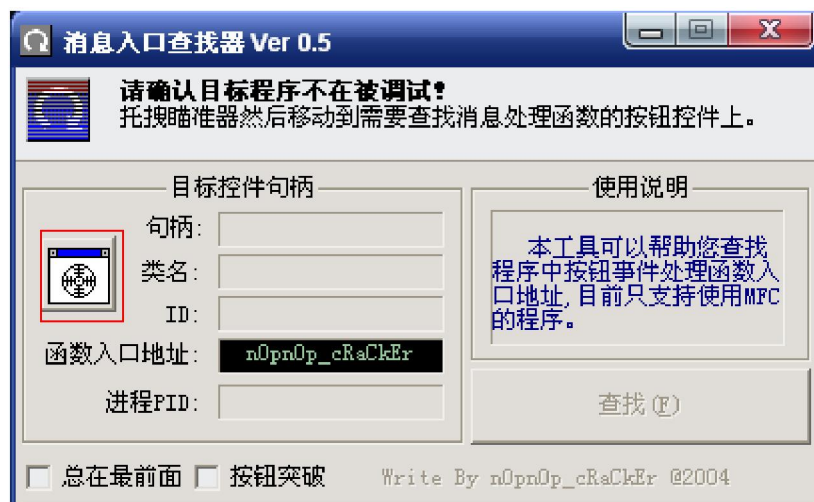 消息入口查找器 Ver 0.5
请确认目标程序不在被调试!
托拽瞄准器然后移动到需要查找消息处理函数的按钮控件上。
目标控件句柄
句柄:
类名:
ID:
函数入口地址: nOpnOp_cRaCkEr
进程PID:
使用说明
本工具可以帮助您查找
程序中按钮事件处理函数入
口地址,目前只支持使用MFC
的程序。
查找(F)
总在最前面 按钮突破 Write By nOpnOp_cRaCkEr @2004